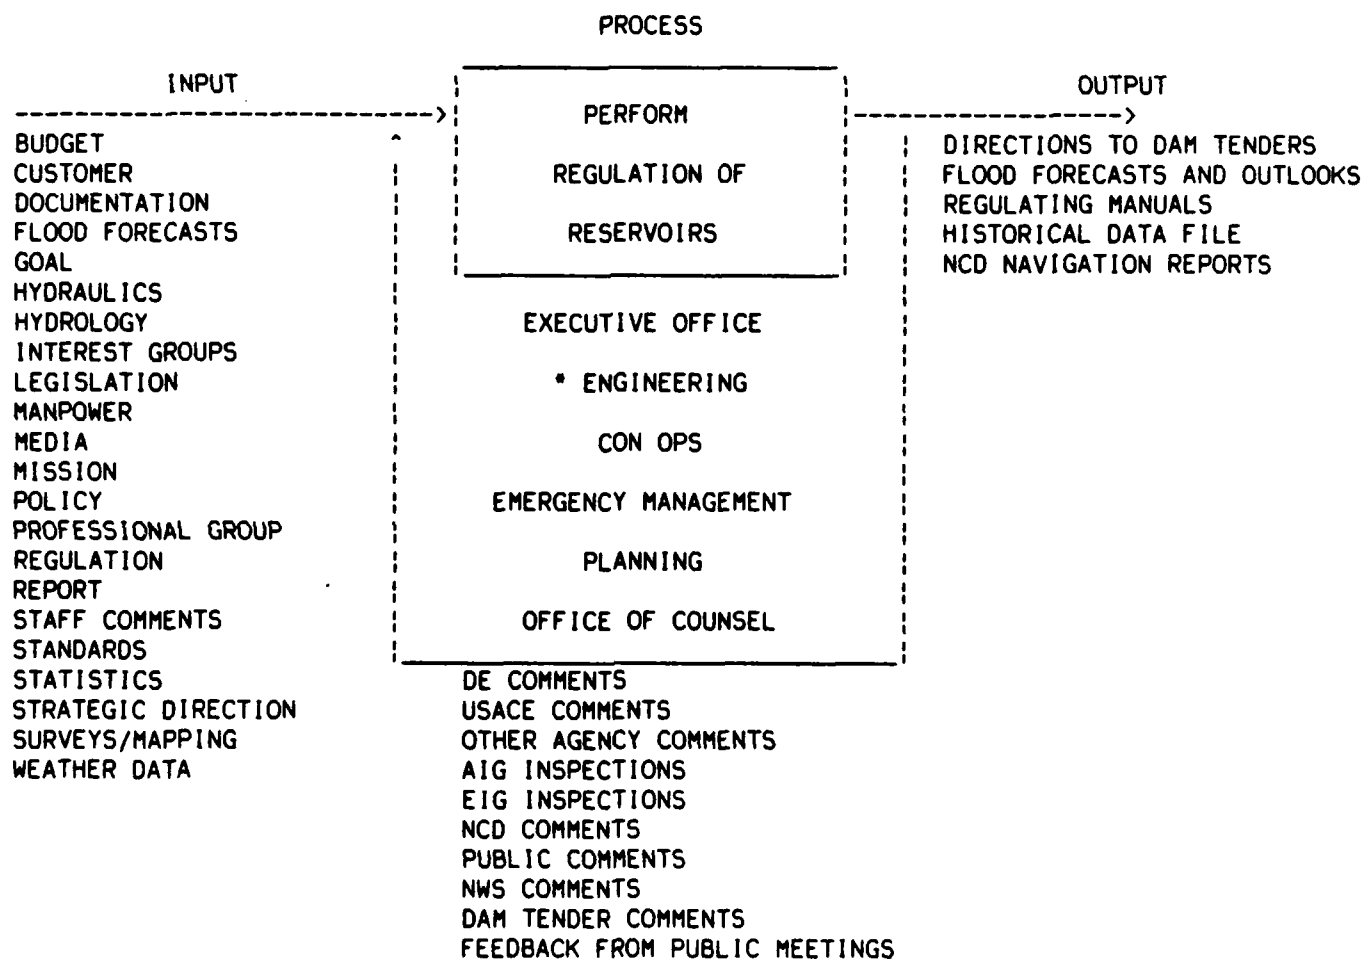 PROCESS
INPUT
PERFORM
REGULATION OF
RESERVOIRS
OUTPUT
BUDGET
CUSTOMER
DOCUMENTATION
FLOOD FORECASTS
GOAL
HYDRAULICS
HYDROLOGY
INTEREST GROUPS
LEGISLATION
MANPOWER
MEDIA
MISSION
POLICY
PROFESSIONAL GROUP
REGULATION
REPORT
STAFF COMMENTS
STANDARDS
STATISTICS
STRATEGIC DIRECTION
SURVEYS/MAPPING
WEATHER DATA
EXECUTIVE OFFICE
* ENGINEERING
CON OPS
EMERGENCY MANAGEMENT
PLANNING
OFFICE OF COUNSEL
DE COMMENTS
USACE COMMENTS
OTHER AGENCY COMMENTS
AIG INSPECTIONS
EIG INSPECTIONS
NCD COMMENTS
PUBLIC COMMENTS
NWS COMMENTS
DAM TENDER COMMENTS
FEEDBACK FROM PUBLIC MEETINGS
DIRECTIONS TO DAM TENDERS
FLOOD FORECASTS AND OUTLOOKS
REGULATING MANUALS
HISTORICAL DATA FILE
NCD NAVIGATION REPORTS